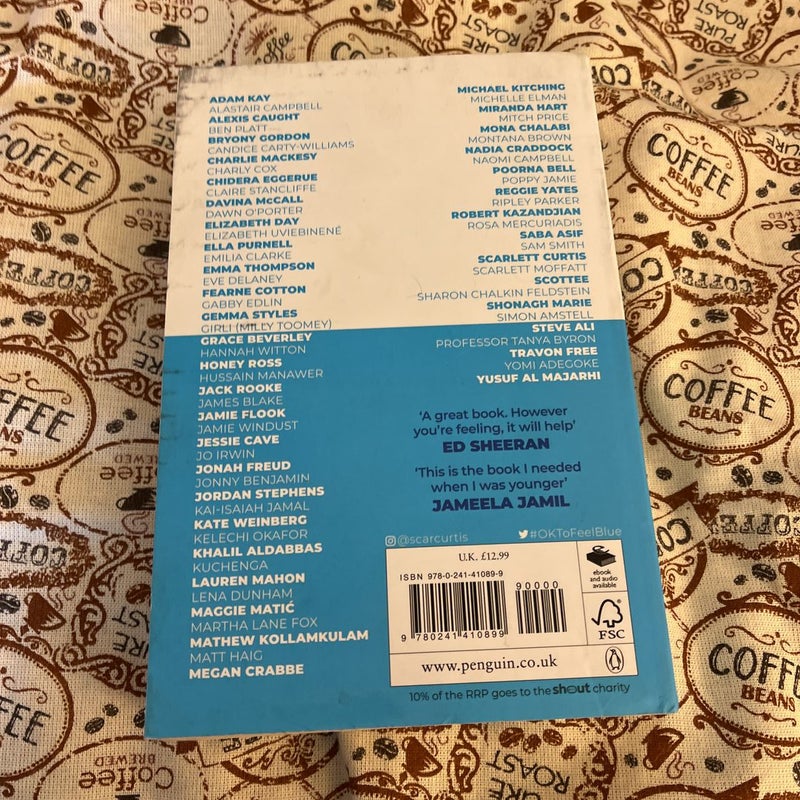 ADAM KAY
ALASTAIR CAMPBELL
ALEXIS CAUGHT
BEN PLATT
BRYONY GORDON
CANDICE CARTY-WILLIAMS
CHARLIE MACKESY
CHARLY COX
CHIDERA EGGERUE
CLAIRE STANCLIFFE
DAVINA McCALL
DAWN O'PORTER
ELIZABETH DAY
ELIZABETH UVIEBINENÉ
ELLA PURNELL
EMILIA CLARKE
EMMA THOMPSON
EVE DELANEY
FEARNE COTTON
GABBY EDLIN
GEMMA STYLES
GIRLI (MILLY TOOMEY)
GRACE BEVERLEY
HANNAH WITTON
HONEY ROSS
HUSSAIN MANAWER
JACK ROOKE
JAMES BLAKE
JAMIE FLOOK
JAMIE WINDUST
JESSIE CAVE
JO IRWIN
JONAH FREUD
JONNY BENJAMIN
JORDAN STEPHENS
KAI-ISAIAH JAMAL
KATE WEINBERG
KELECHI OKAFOR
KHALIL ALDABBAS
KUCHENGA
LAUREN MAHON
LENA DUNHAM
MAGGIE MATIĆ
MARTHA LANE FOX
MATHEW KOLLAMKULAM
MATT HAIG
MEGAN CRABBE
MICHAEL KITCHING
MICHELLE ELMAN
MIRANDA HART
MITCH PRICE
MONA CHALABI
MONTANA BROWN
NADIA CRADDOCK
NAOMI CAMPBELL
POORNA BELL
POPPY JAMIE
REGGIE YATES
RIPLEY PARKER
ROBERT KAZANDJIAN
ROSA MERCURIADIS
SABA ASIF
SAM SMITH
SCARLETT CURTIS
SCARLETT MOFFATT
SCOTTEE
SHARON CHALKIN FELDSTEIN
SHONAGH MARIE
SIMON AMSTELL
STEVE ALI
PROFESSOR TANYA BYRON
TRAVON FREE
YOMI ADEGOKE
YUSUF AL MAJARHI
'A great book. However
you're feeling, it will help'
ED SHEERAN
'This is the book I needed
when I was younger'
JAMEELA JAMIL
@scarcurtis
#OKToFeelBlue
U.K. £12.99
ISBN 978-0-241-41089-9
90000
9 780241 410899
ebook
and audio
available
FSC
www.penguin.co.uk
10% of the RRP goes to the shout charity
COFFEE
BEANS
COFFEE
BEANS
COFFEE
BEANS
COFFEE
BEANS
PURE
ROAST
Coffee
BREWED